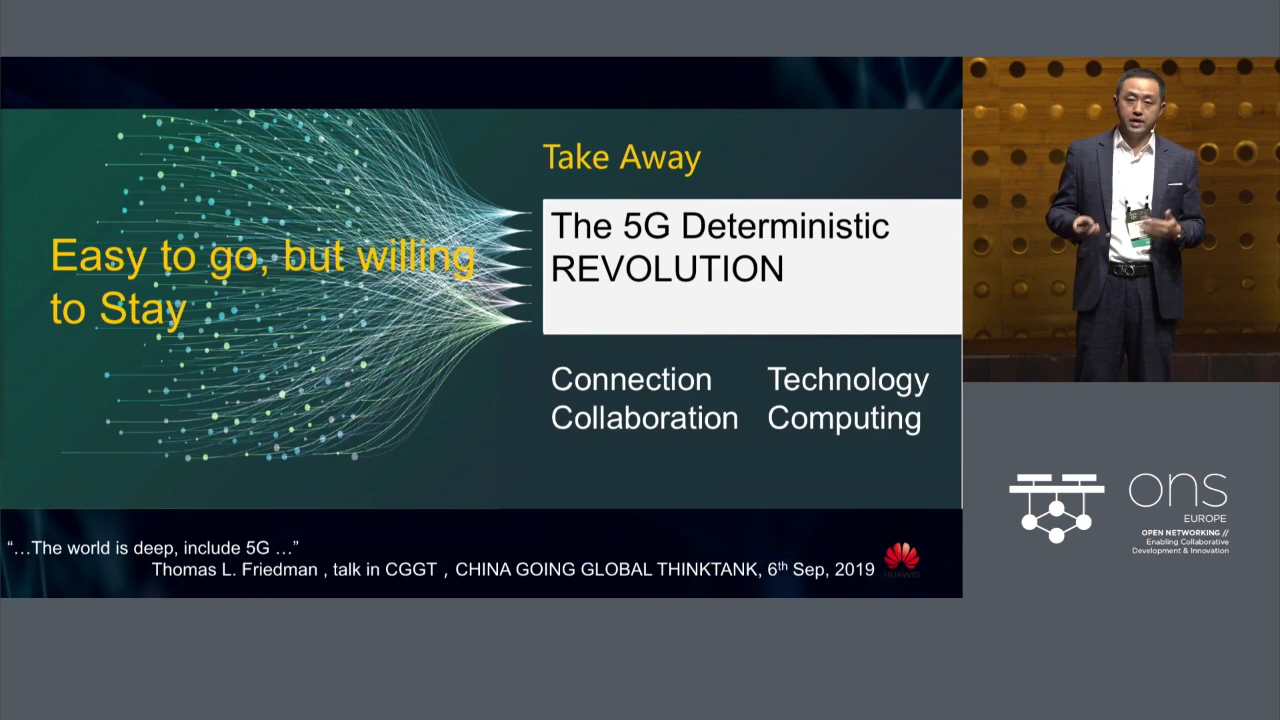 Take Away
Easy to go, but willing
to Stay
The 5G Deterministic
REVOLUTION
Connection Technology
Collaboration Computing
“…The world is deep, include 5G …”
Thomas L. Friedman , talk in CGGT , CHINA GOING GLOBAL THINKTANK, 6th Sep, 2019
HUAWEI
ons
EUROPE
OPEN NETWORKING //
Enabling Collaborative
Development & Innovation